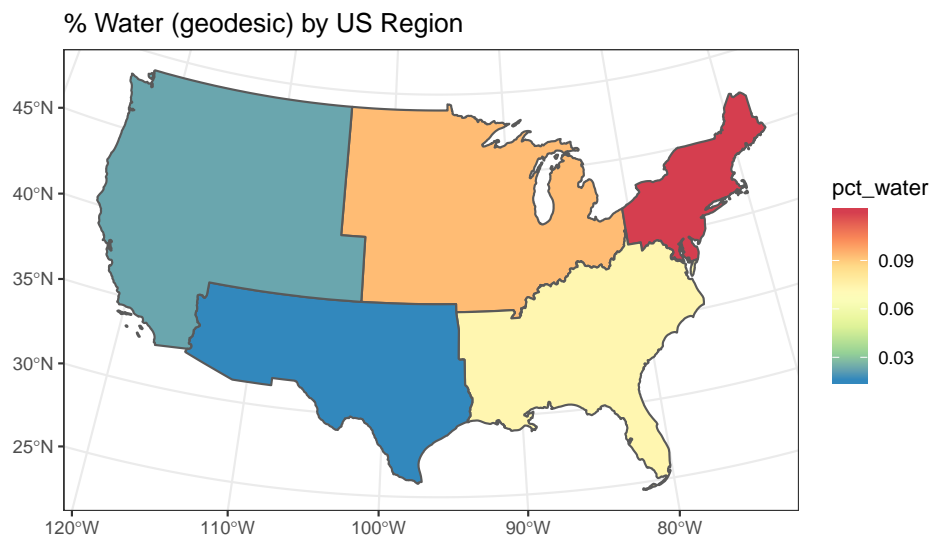 % Water (geodesic) by US Region
45°N
40°N
35°N
30°N
25°N
120°W 110°W 100°W 90°W 80°W
pct_water
0.09
0.06
0.03